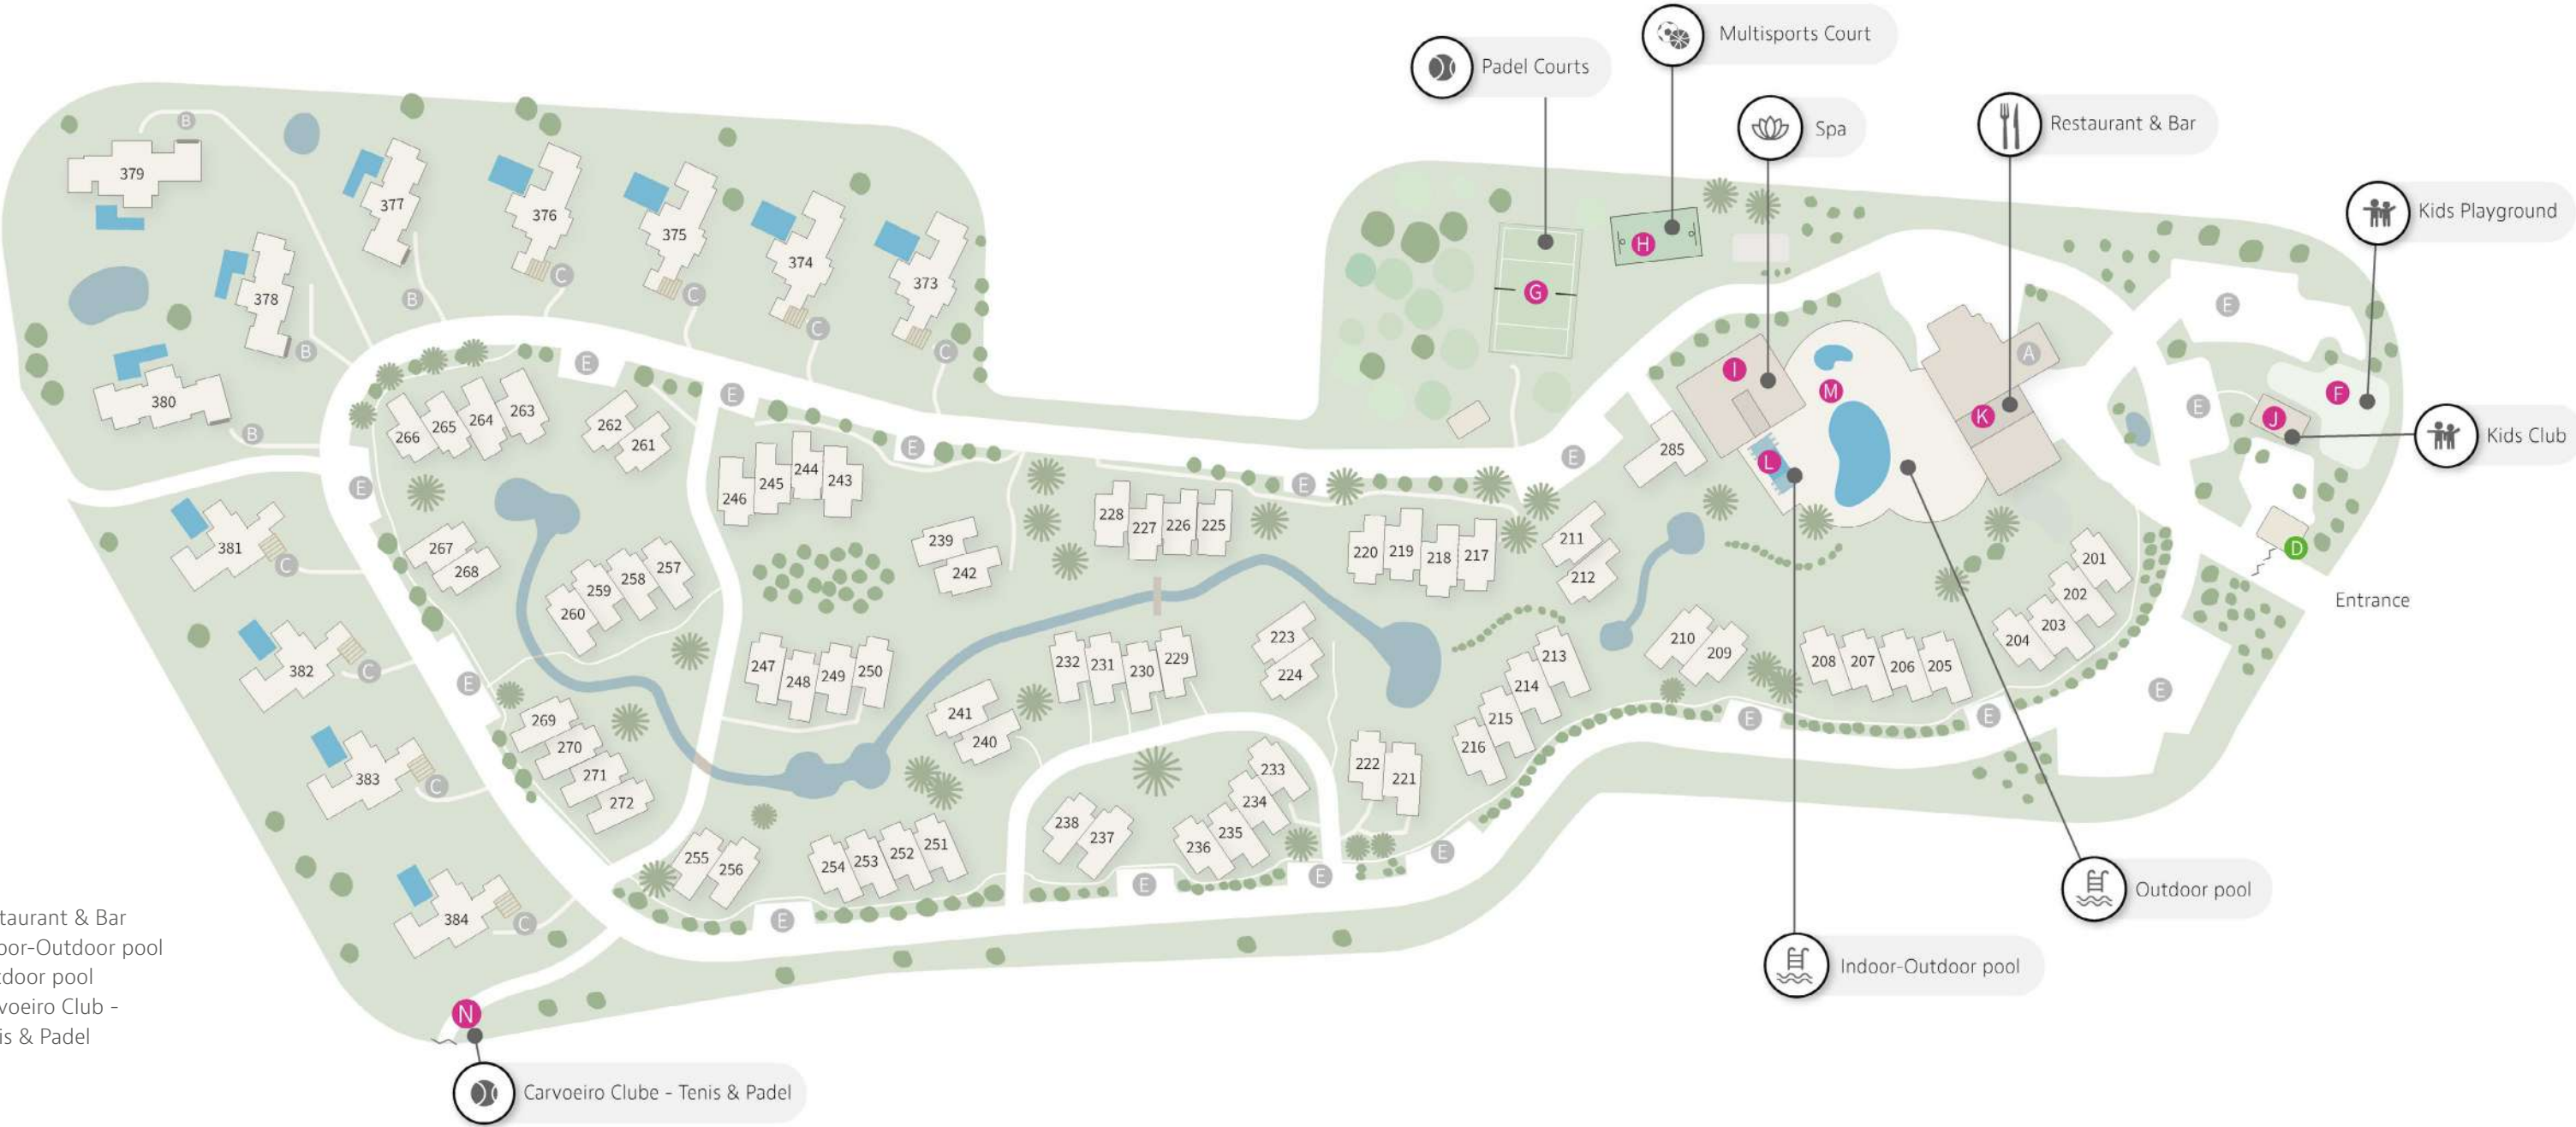 Multisports Court
Padel Courts
Spa
Restaurant & Bar
Kids Playground
Kids Club
Entrance
Outdoor pool
Indoor-Outdoor pool
Carvoeiro Clube - Tenis & Padel
taurant & Bar
oor-Outdoor pool
tdoor pool
voeiro Club -
is & Padel
B
379
377
376
375
374
373
378
380
B
C
C
C
C
B
B
G
H
I
M
A
K
L
E
E
F
J
D
E
E
E
E
E
E
266
265
264
263
262
261
246
245
244
243
285
381
C
267
268
260
259
258
257
239
242
228
227
226
225
220
219
218
217
211
212
201
202
203
204
382
C
E
247
248
249
250
232
231
230
229
223
224
213
214
215
216
210
209
208
207
206
205
E
383
C
269
270
271
272
241
240
222
221
E
E
238
237
233
234
235
236
384
C
255
256
254
253
252
251
E
E
E
E
N